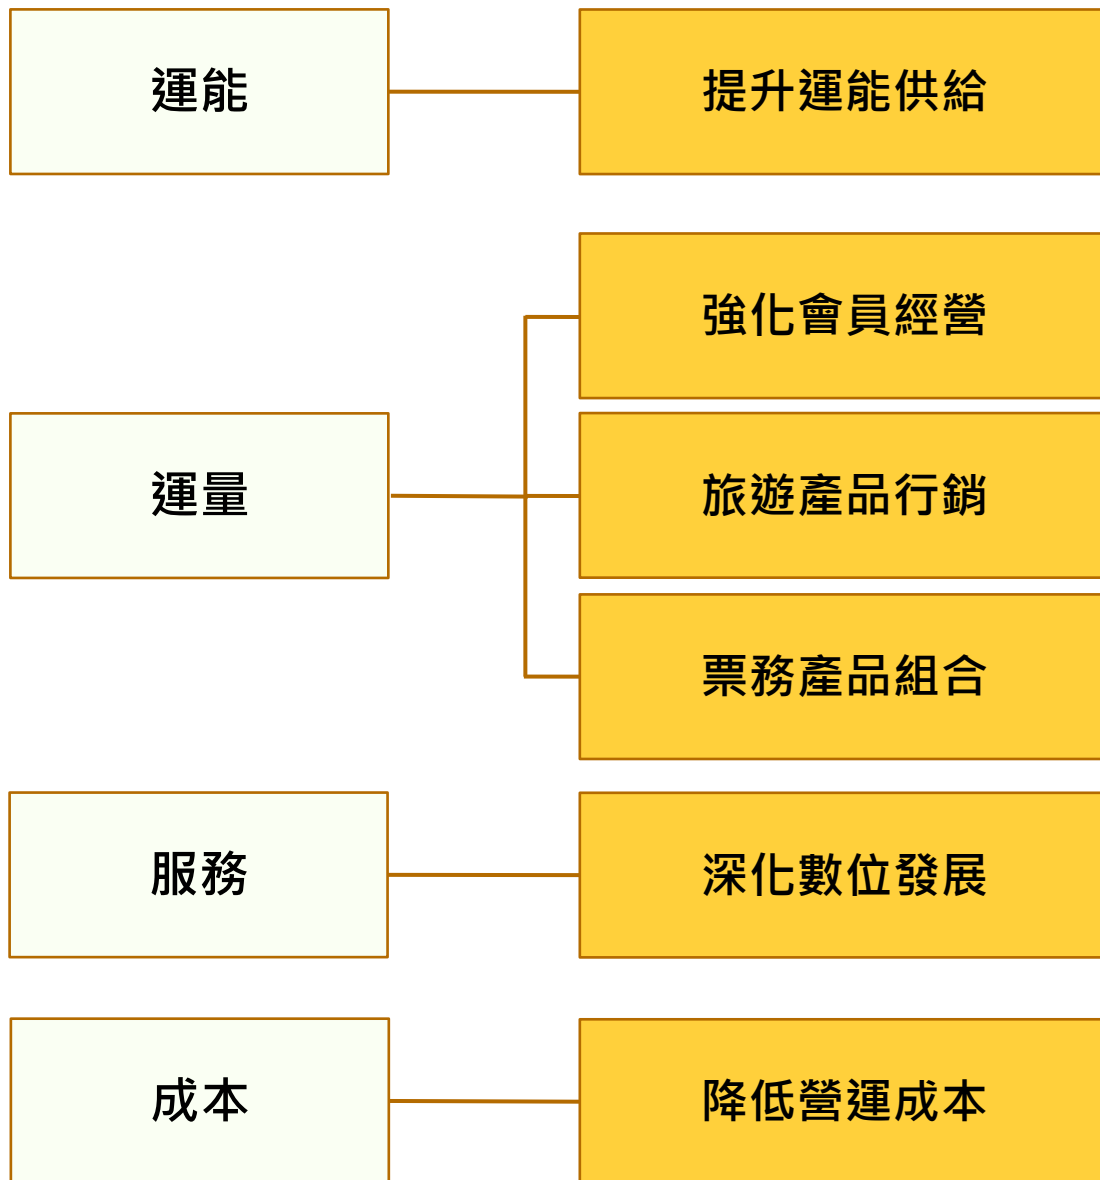 運能
提升運能供給
運量
強化會員經營
旅遊產品行銷
票務產品組合
服務
深化數位發展
成本
降低營運成本